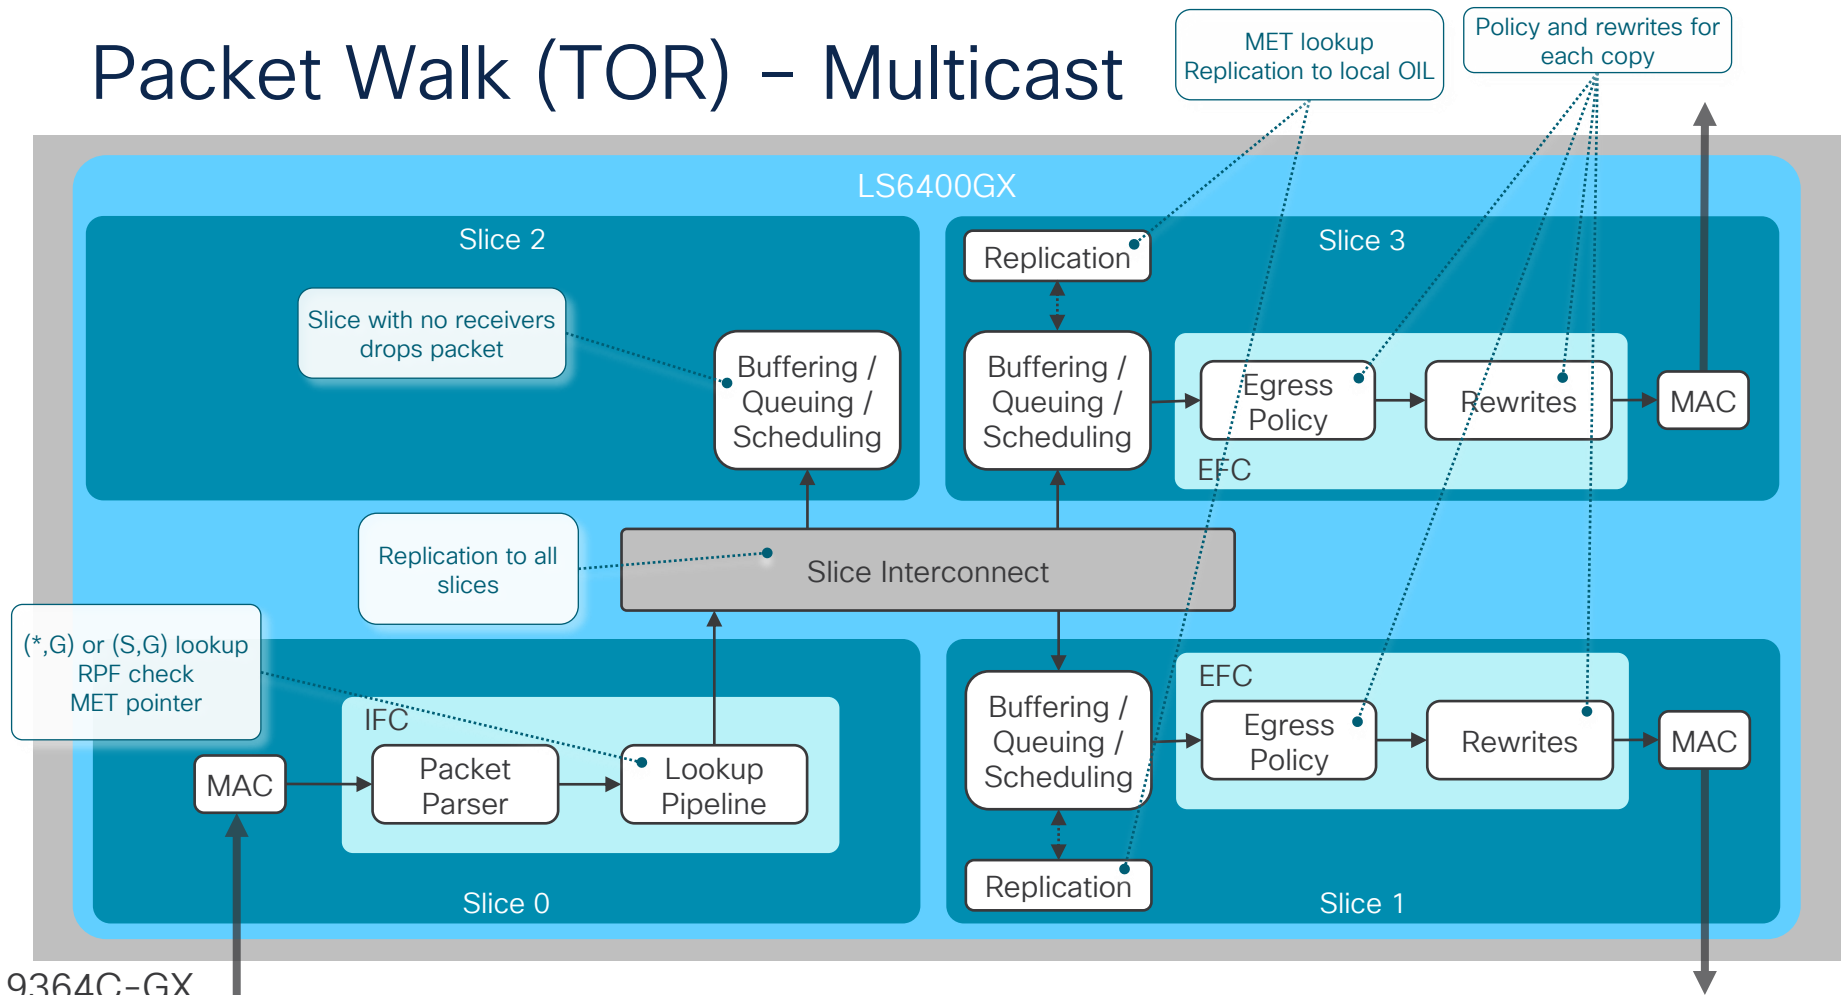 Packet Walk (TOR) – Multicast
MET lookup
Replication to local OIL
Policy and rewrites for
each copy
LS6400GX
Slice 2
Slice with no receivers
drops packet
Buffering /
Queuing /
Scheduling
Slice 3
Replication
Buffering /
Queuing /
Scheduling
Egress
Policy
Rewrites
MAC
EFC
Replication to all
slices
Slice Interconnect
(*,G) or (S,G) lookup
RPF check
MET pointer
IFC
MAC
Packet
Parser
Lookup
Pipeline
Slice 0
EFC
Buffering /
Queuing /
Scheduling
Egress
Policy
Rewrites
MAC
Replication
Slice 1
9364C-GX